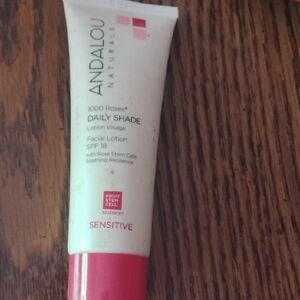 ANDALOU
NATURALS
1000 Roses®
DAILY SHADE
Lotion visage
Facial Lotion
SPF 18
with Rose Stem Cells
Soothing Resilience
FRUIT
STEM
CELL
SCIENCE®
SENSITIVE